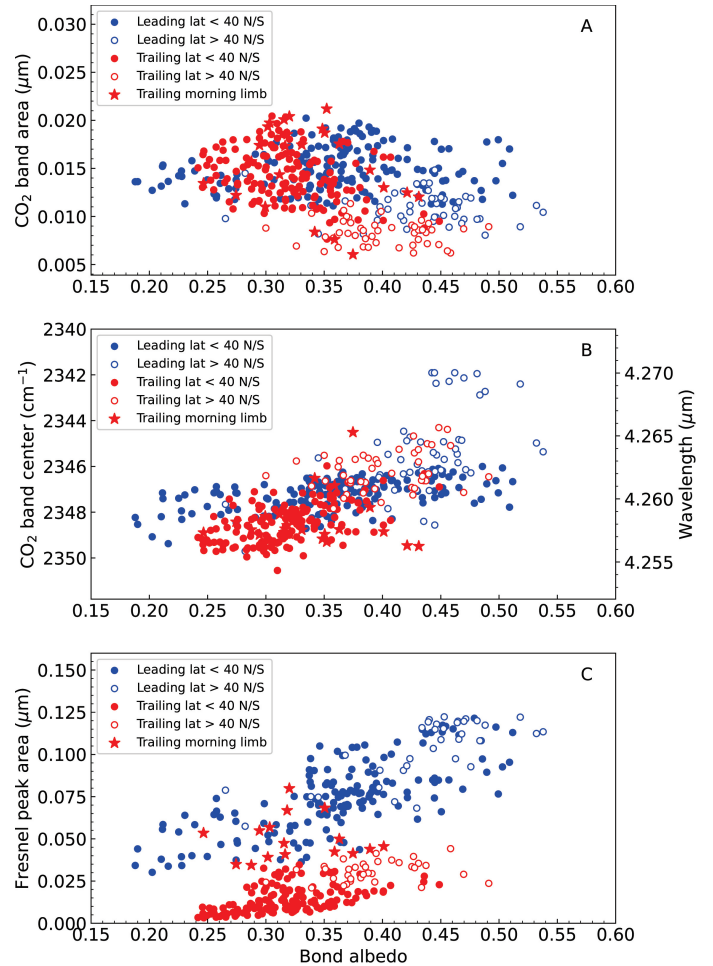 0.030
0.025
0.020
0.015
0.010
0.005
CO₂ band area (μm)
Leading lat < 40 N/S
Leading lat > 40 N/S
Trailing lat < 40 N/S
Trailing lat > 40 N/S
Trailing morning limb
A
0.15 0.20 0.25 0.30 0.35 0.40 0.45 0.50 0.55 0.60
2340
2342
2344
2346
2348
2350
CO₂ band center (cm⁻¹)
Leading lat < 40 N/S
Leading lat > 40 N/S
Trailing lat < 40 N/S
Trailing lat > 40 N/S
Trailing morning limb
B
4.270
4.265
4.260
4.255
Wavelength (μm)
0.15 0.20 0.25 0.30 0.35 0.40 0.45 0.50 0.55 0.60
0.150
0.125
0.100
0.075
0.050
0.025
0.000
Fresnel peak area (μm)
Leading lat < 40 N/S
Leading lat > 40 N/S
Trailing lat < 40 N/S
Trailing lat > 40 N/S
Trailing morning limb
C
0.15 0.20 0.25 0.30 0.35 0.40 0.45 0.50 0.55 0.60
Bond albedo